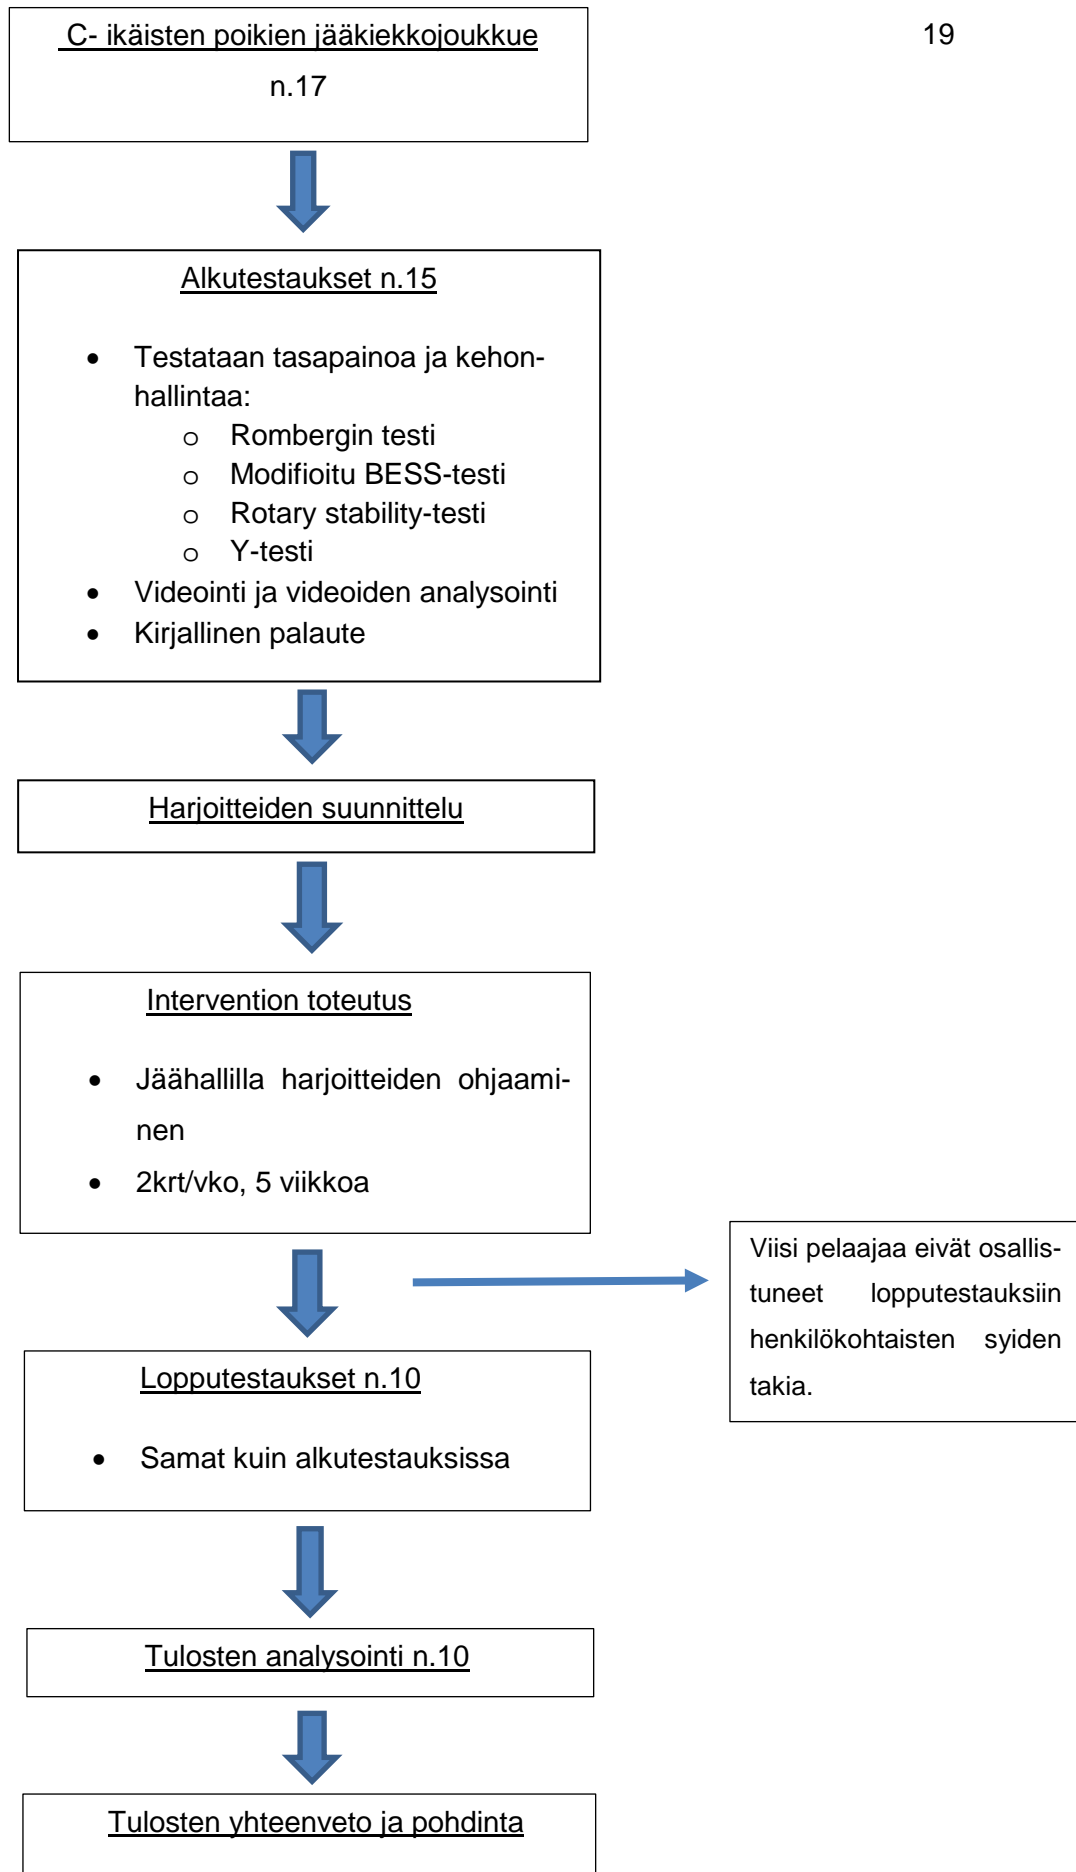 19
C- ikäisten poikien jääkiekkojoukkue
n.17
Alkutestaukset n.15
• Testataan tasapainoa ja kehon-
hallintaa:
o Rombergin testi
o Modifioitu BESS-testi
o Rotary stability-testi
o Y-testi
• Videointi ja videoiden analysointi
• Kirjallinen palaute
Harjoitteiden suunnittelu
Intervention toteutus
• Jäähallilla harjoitteiden ohjaami-
nen
• 2krt/vko, 5 viikkoa
Viisi pelaajaa eivät osallis-
tuneet lopputestauksiin
henkilökohtaisten syiden
takia.
Lopputestaukset n.10
• Samat kuin alkutestauksissa
Tulosten analysointi n.10
Tulosten yhteenveto ja pohdinta